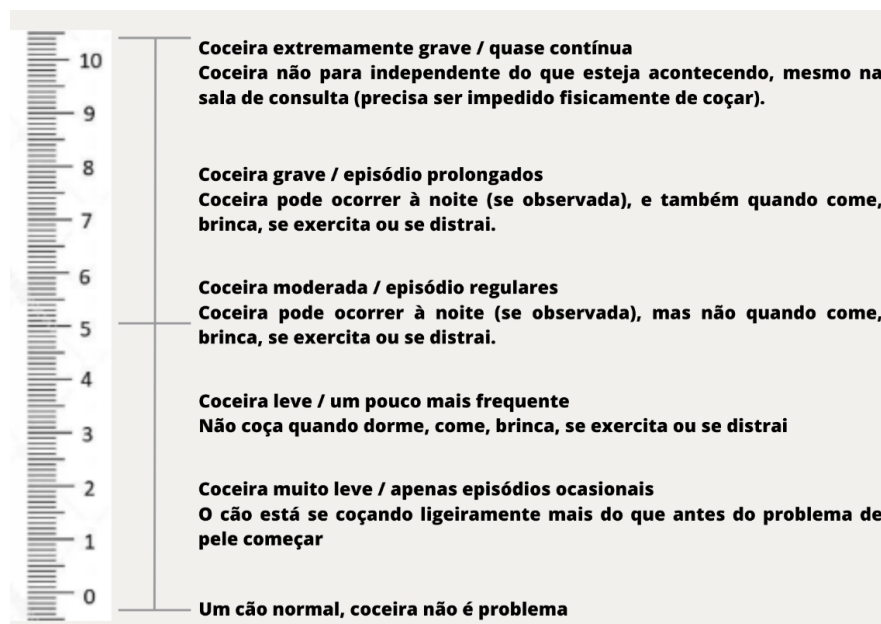 10
Coceira extremamente grave / quase contínua
Coceira não para independente do que esteja acontecendo, mesmo na
sala de consulta (precisa ser impedido fisicamente de coçar).
9
8
Coceira grave / episódio prolongados
Coceira pode ocorrer à noite (se observada), e também quando come,
brinca, se exercita ou se distrai.
7
6
Coceira moderada / episódio regulares
Coceira pode ocorrer à noite (se observada), mas não quando come,
brinca, se exercita ou se distrai.
5
4
Coceira leve / um pouco mais frequente
Não coça quando dorme, come, brinca, se exercita ou se distrai
3
2
Coceira muito leve / apenas episódios ocasionais
O cão está se coçando ligeiramente mais do que antes do problema de
pele começar
1
0
Um cão normal, coceira não é problema